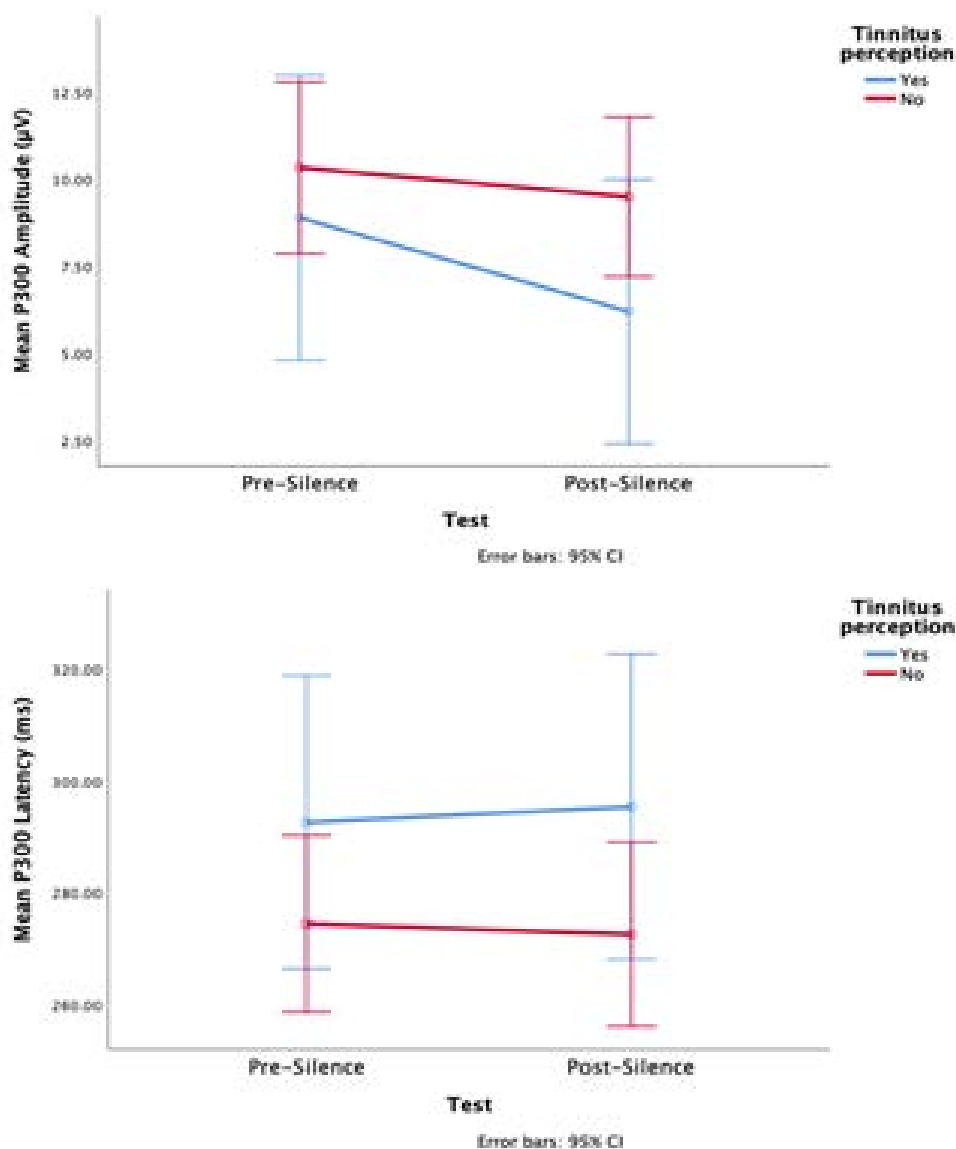 Tinnitus
perception
Yes
No
Mean P300 Amplitude (μV)
12.50
10.00
7.50
5.00
2.50
Pre-Silence Post-Silence
Test
Error bars: 95% CI
Tinnitus
perception
Yes
No
Mean P300 Latency (ms)
320.00
300.00
280.00
260.00
Pre-Silence Post-Silence
Test
Error bars: 95% CI